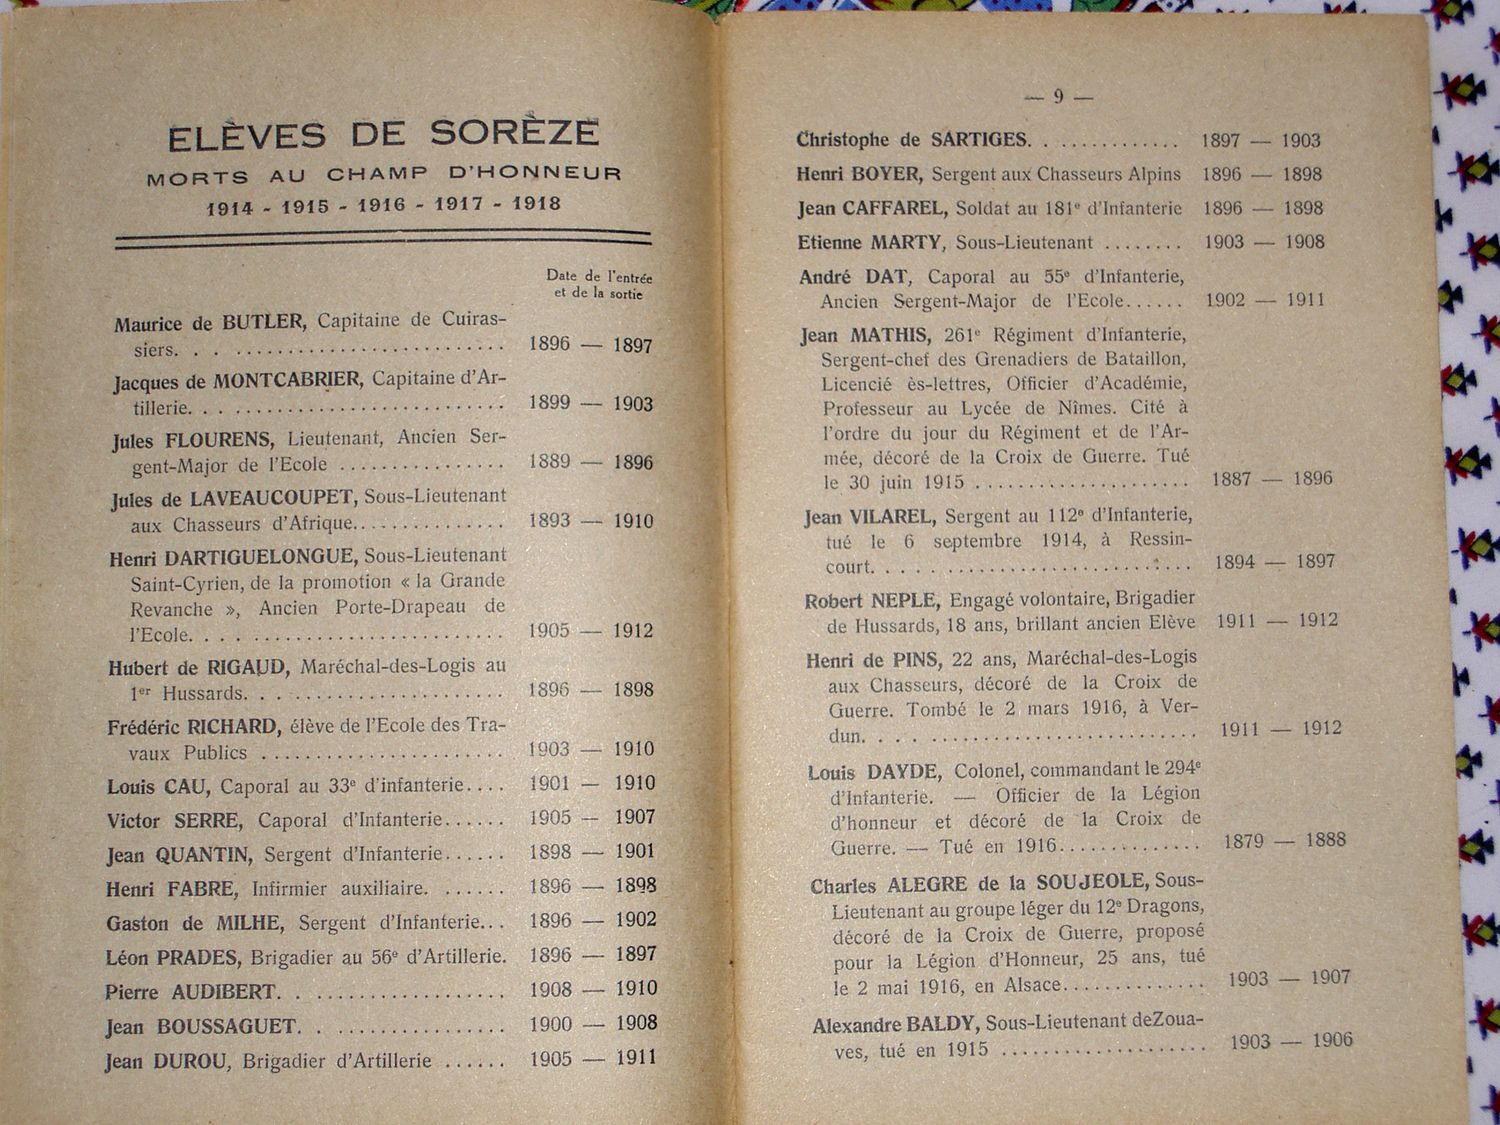 ELÈVES DE SORÈZE
MORTS AU CHAMP D'HONNEUR
1914 - 1915 - 1916 - 1917 - 1918
Date de l'entrée
et de la sortie
Maurice de BUTLER, Capitaine de Cuiras-
siers. . . . . . . . . . . . . . . . . . . . . . . . . . . . 1896 — 1897
Jacques de MONTCABRIER, Capitaine d'Ar-
tillerie. . . . . . . . . . . . . . . . . . . . . . . . . . . 1899 — 1903
Jules FLOURENS, Lieutenant, Ancien Ser-
gent-Major de l'Ecole . . . . . . . . . . . . . . . . 1889 — 1896
Jules de LAVEAUCOUPET, Sous-Lieutenant
aux Chasseurs d'Afrique. . . . . . . . . . . . . . . 1893 — 1910
Henri DARTIGUELONGUE, Sous-Lieutenant
Saint-Cyrien, de la promotion « la Grande
Revanche », Ancien Porte-Drapeau de
l'Ecole. . . . . . . . . . . . . . . . . . . . . . . . . . . 1905 — 1912
Hubert de RIGAUD, Maréchal-des-Logis au
1er Hussards. . . . . . . . . . . . . . . . . . . . . . 1896 — 1898
Frédéric RICHARD, élève de l'Ecole des Tra-
vaux Publics . . . . . . . . . . . . . . . . . . . . . . 1903 — 1910
Louis CAU, Caporal au 33e d'infanterie. . . . 1901 — 1910
Victor SERRE, Caporal d'Infanterie. . . . . . 1905 — 1907
Jean QUANTIN, Sergent d'Infanterie. . . . . . 1898 — 1901
Henri FABRE, Infirmier auxiliaire. . . . . . . 1896 — 1898
Gaston de MILHE, Sergent d'Infanterie. . . 1896 — 1902
Léon PRADES, Brigadier au 56e d'Artillerie. 1896 — 1897
Pierre AUDIBERT. . . . . . . . . . . . . . . . . . . 1908 — 1910
Jean BOUSSAGUET. . . . . . . . . . . . . . . . . 1900 — 1908
Jean DUROU, Brigadier d'Artillerie . . . . . . 1905 — 1911
— 9 —
Christophe de SARTIGES. . . . . . . . . . . . . 1897 — 1903
Henri BOYER, Sergent aux Chasseurs Alpins 1896 — 1898
Jean CAFFAREL, Soldat au 181e d'Infanterie 1896 — 1898
Etienne MARTY, Sous-Lieutenant . . . . . . . . 1903 — 1908
André DAT, Caporal au 55e d'Infanterie,
Ancien Sergent-Major de l'Ecole. . . . . . 1902 — 1911
Jean MATHIS, 261e Régiment d'Infanterie,
Sergent-chef des Grenadiers de Bataillon,
Licencié ès-lettres, Officier d'Académie,
Professeur au Lycée de Nîmes. Cité à
l'ordre du jour du Régiment et de l'Ar-
mée, décoré de la Croix de Guerre. Tué
le 30 juin 1915 . . . . . . . . . . . . . . . . . . . . . 1887 — 1896
Jean VILAREL, Sergent au 112e d'Infanterie,
tué le 6 septembre 1914, à Ressin-
court. . . . . . . . . . . . . . . . . . . . . . . . . . . . 1894 — 1897
Robert NEPLE, Engagé volontaire, Brigadier
de Hussards, 18 ans, brillant ancien Elève 1911 — 1912
Henri de PINS, 22 ans, Maréchal-des-Logis
aux Chasseurs, décoré de la Croix de
Guerre. Tombé le 2 mars 1916, à Ver-
dun. . . . . . . . . . . . . . . . . . . . . . . . . . . . . 1911 — 1912
Louis DAYDE, Colonel, commandant le 294e
d'Infanterie. — Officier de la Légion
d'honneur et décoré de la Croix de
Guerre. — Tué en 1916. . . . . . . . . . . . . . 1879 — 1888
Charles ALEGRE de la SOUJEOLE, Sous-
Lieutenant au groupe léger du 12e Dragons,
décoré de la Croix de Guerre, proposé
pour la Légion d'Honneur, 25 ans, tué
le 2 mai 1916, en Alsace. . . . . . . . . . . . . . 1903 — 1907
Alexandre BALDY, Sous-Lieutenant deZoua-
ves, tué en 1915 . . . . . . . . . . . . . . . . . . . . 1903 — 1906